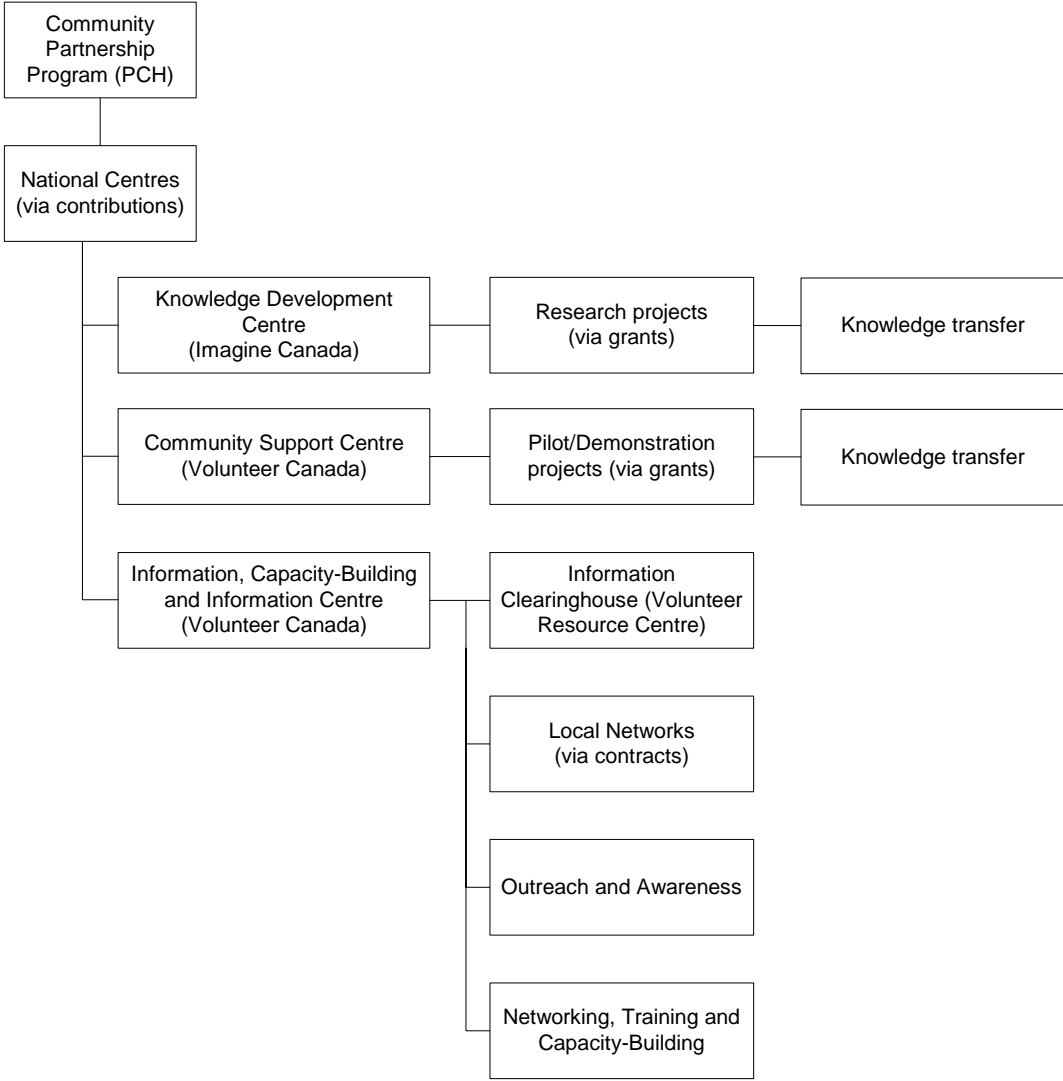 Community
Partnership
Program (PCH)
National Centres
(via contributions)
Knowledge Development
Centre
(Imagine Canada)
Research projects
(via grants)
Knowledge transfer
Community Support Centre
(Volunteer Canada)
Pilot/Demonstration
projects (via grants)
Knowledge transfer
Information, Capacity-Building
and Information Centre
(Volunteer Canada)
Information
Clearinghouse (Volunteer
Resource Centre)
Local Networks
(via contracts)
Outreach and Awareness
Networking, Training and
Capacity-Building